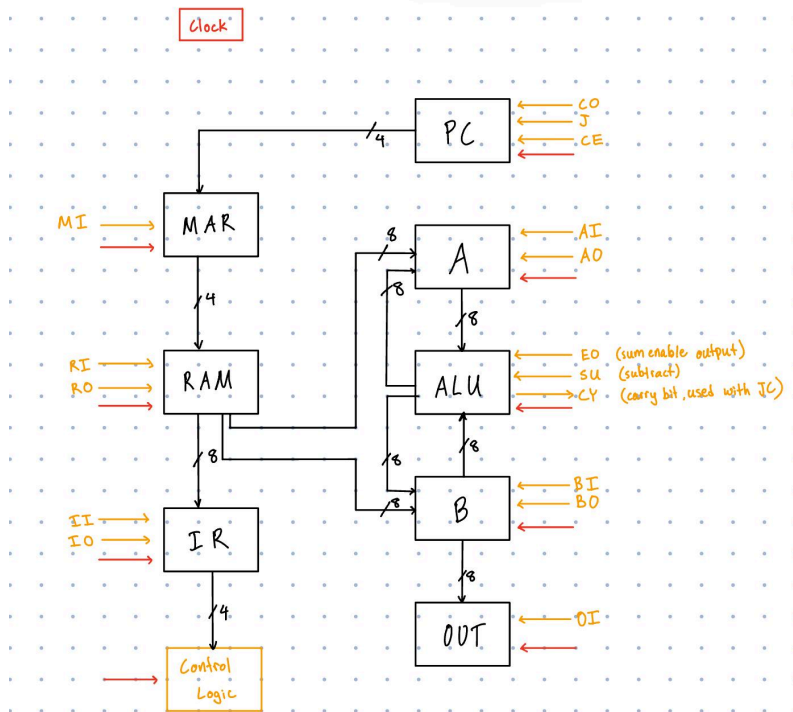 Clock
PC
CO
J
CE
4
MAR
MI
4
8
A
AI
AO
8
8
RAM
RI
RO
ALU
EO (sum enable output)
SU (subtract)
CY (carry bit, used with JC)
8
8
8
8
B
BI
BO
IR
II
IO
8
4
OUT
OI
Control
Logic